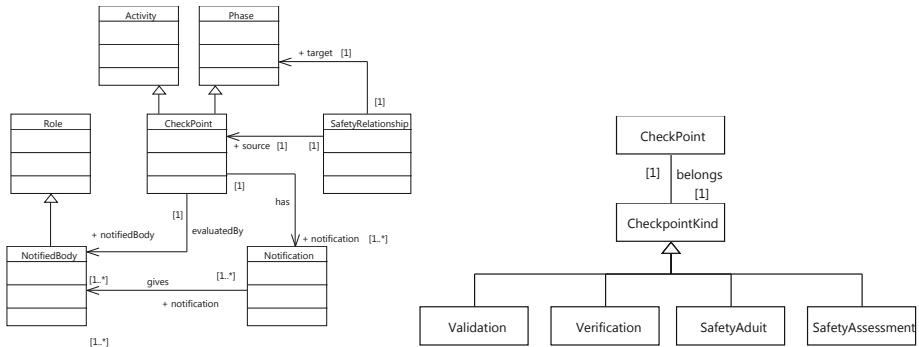 Activity
Phase
+ target [1]
[1]
Role
CheckPoint
SafetyRelationship
+ source [1]
[1]
[1]
has
[1]
evaluatedBy
+ notifiedBody
+ notification [1..*]
NotifiedBody
Notification
[1..*]
gives
[1..*]
+ notification
[1..*]
CheckPoint
[1] belongs
[1]
CheckpointKind
Validation
Verification
SafetyAduit
SafetyAssessment